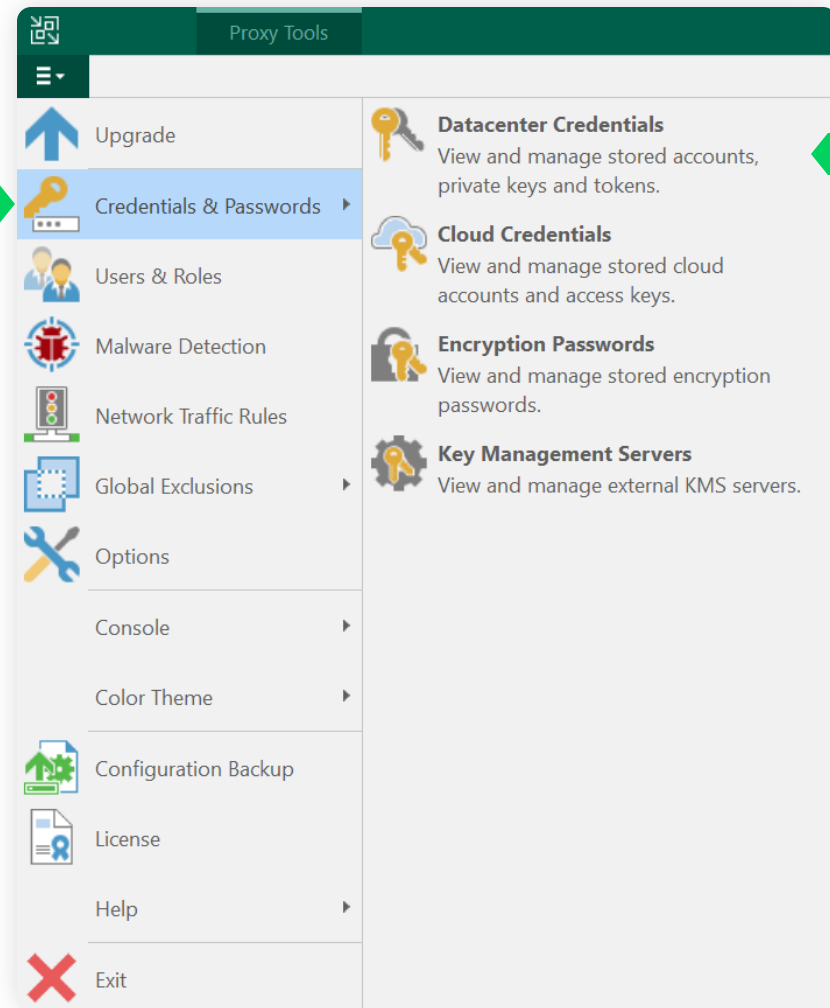 Proxy Tools
Upgrade
Credentials & Passwords
Users & Roles
Malware Detection
Network Traffic Rules
Global Exclusions
Options
Console
Color Theme
Configuration Backup
License
Help
Exit
Datacenter Credentials
View and manage stored accounts,
private keys and tokens.
Cloud Credentials
View and manage stored cloud
accounts and access keys.
Encryption Passwords
View and manage stored encryption
passwords.
Key Management Servers
View and manage external KMS servers.